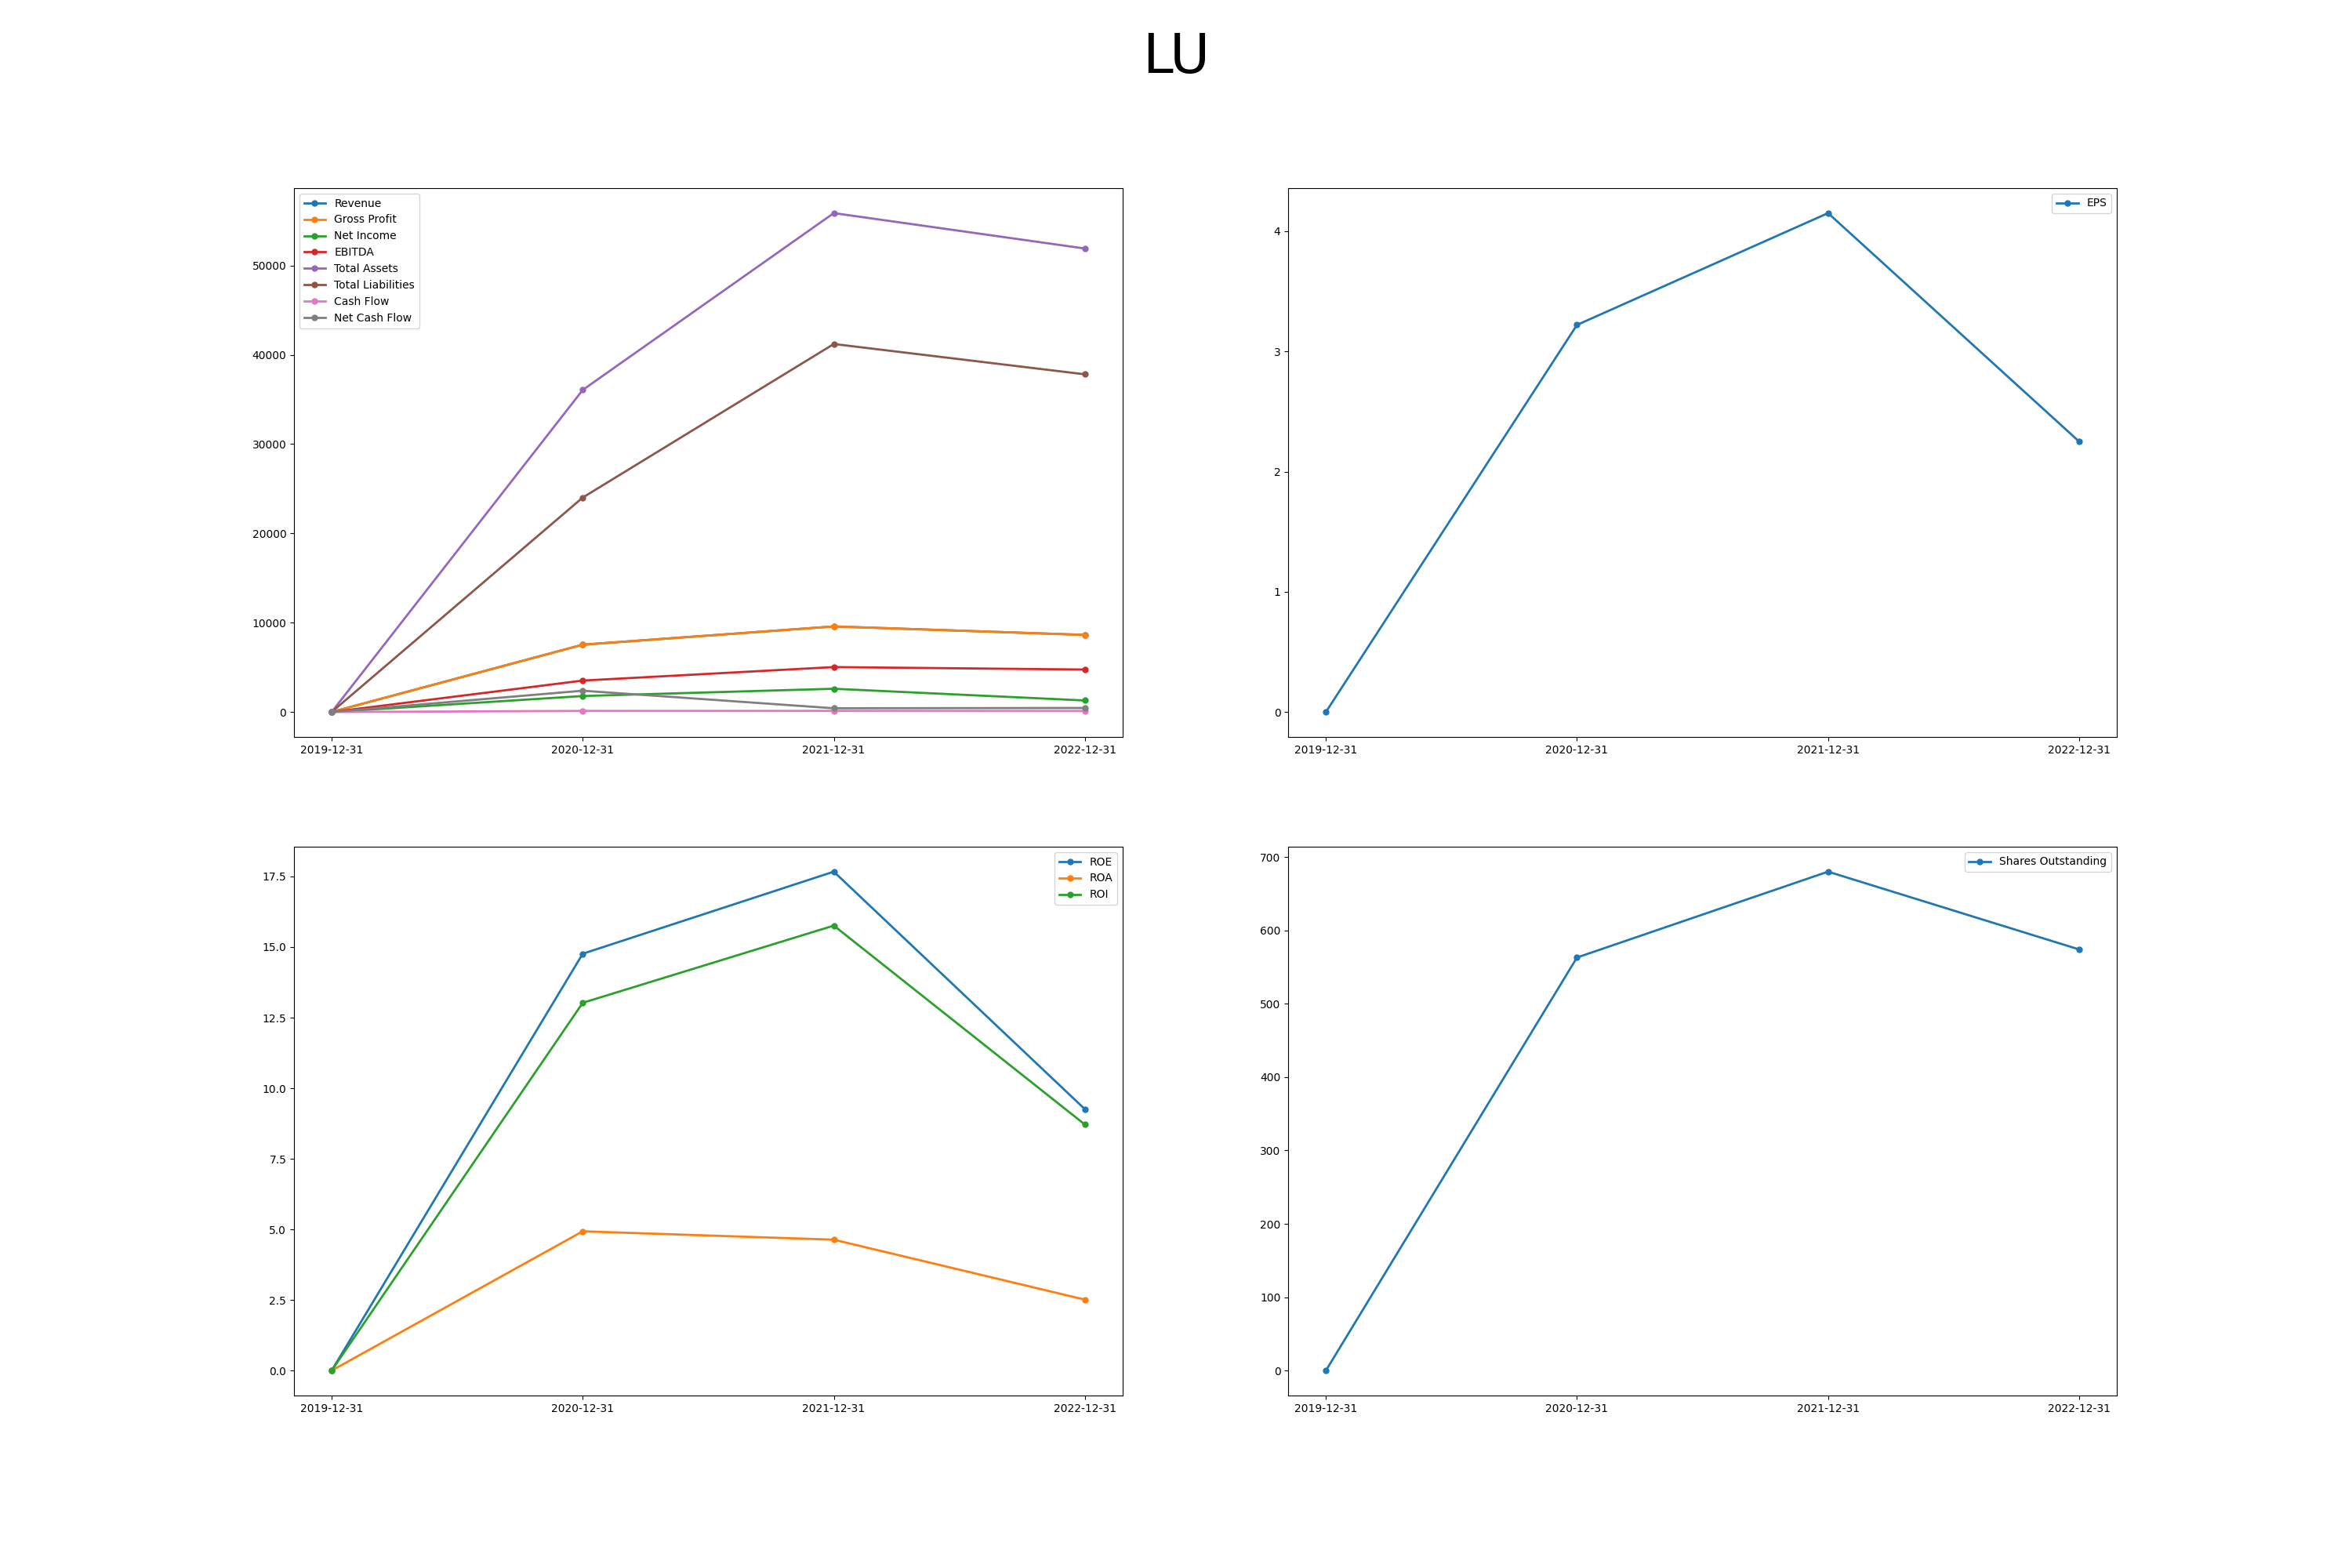 LU
Revenue
Gross Profit
Net Income
EBITDA
Total Assets
Total Liabilities
Cash Flow
Net Cash Flow
50000
40000
30000
20000
10000
0
2019-12-31 2020-12-31 2021-12-31 2022-12-31
EPS
4
3
2
1
0
2019-12-31 2020-12-31 2021-12-31 2022-12-31
ROE
ROA
ROI
17.5
15.0
12.5
10.0
7.5
5.0
2.5
0.0
2019-12-31 2020-12-31 2021-12-31 2022-12-31
Shares Outstanding
700
600
500
400
300
200
100
0
2019-12-31 2020-12-31 2021-12-31 2022-12-31